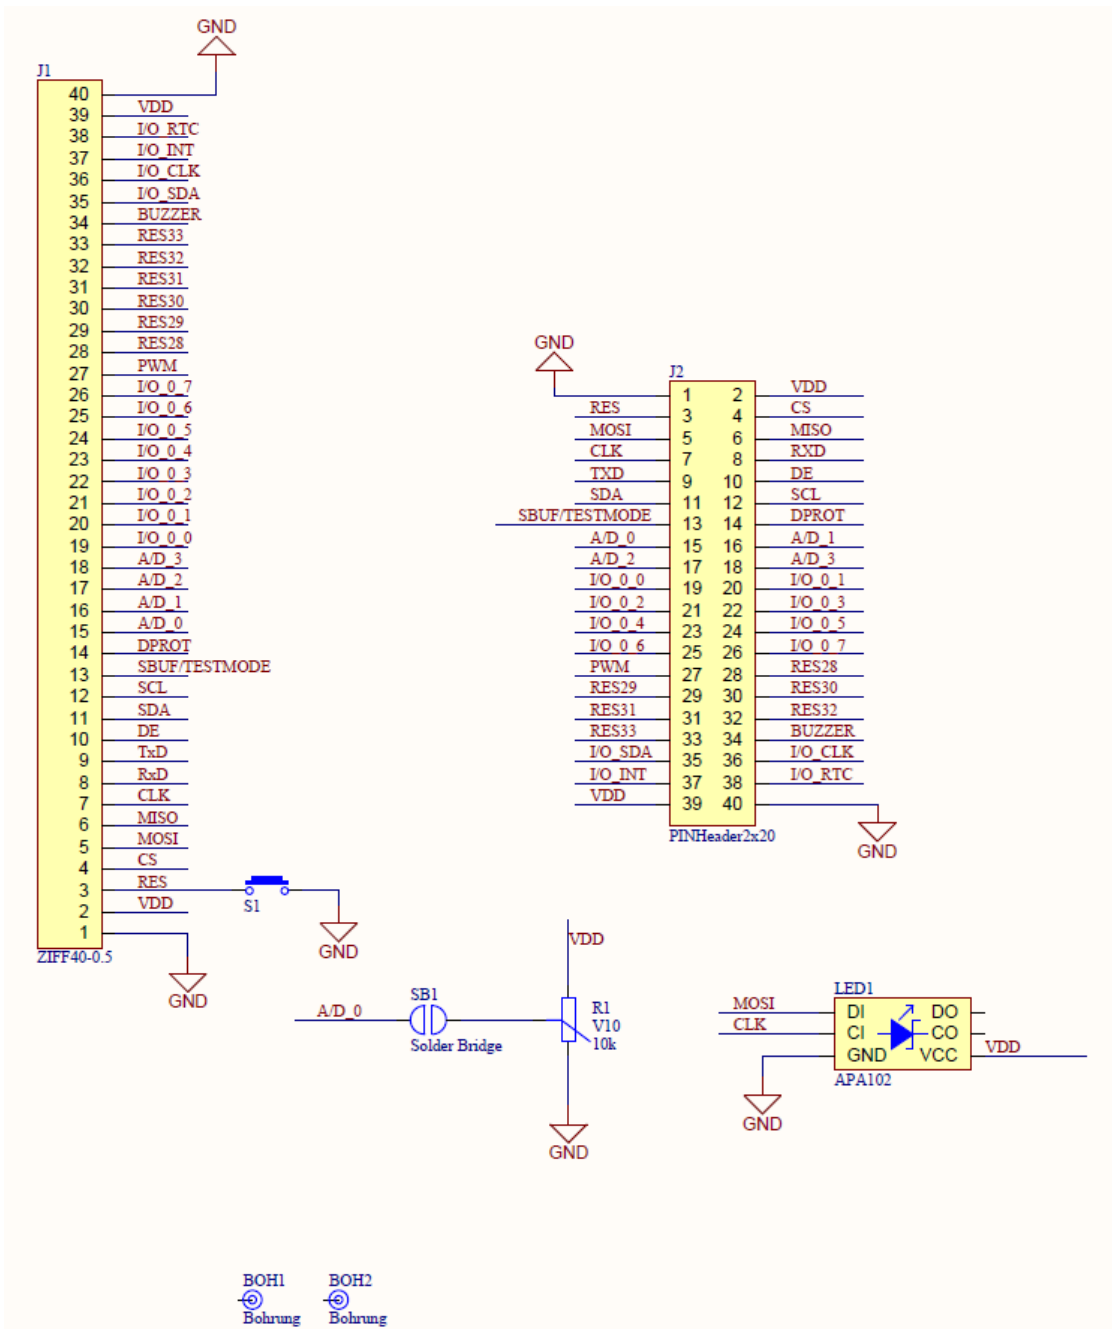 GND
J1
40
39 VDD
38 I/O_RTC
37 I/O_INT
36 I/O_CLK
35 I/O_SDA
34 BUZZER
33 RES33
32 RES32
31 RES31
30 RES30
29 RES29
28 RES28
27 PWM
26 I/O_0_7
25 I/O_0_6
24 I/O_0_5
23 I/O_0_4
22 I/O_0_3
21 I/O_0_2
20 I/O_0_1
19 I/O_0_0
18 A/D_3
17 A/D_2
16 A/D_1
15 A/D_0
14 DPROT
13 SBUF/TESTMODE
12 SCL
11 SDA
10 DE
9 TxD
8 RxD
7 CLK
6 MISO
5 MOSI
4 CS
3 RES
2 VDD
1
ZIFF40-0.5
GND
S1
GND
GND
J2
1 2 VDD
RES 3 4 CS
MOSI 5 6 MISO
CLK 7 8 RXD
TXD 9 10 DE
SDA 11 12 SCL
SBUF/TESTMODE 13 14 DPROT
A/D_0 15 16 A/D_1
A/D_2 17 18 A/D_3
I/O_0_0 19 20 I/O_0_1
I/O_0_2 21 22 I/O_0_3
I/O_0_4 23 24 I/O_0_5
I/O_0_6 25 26 I/O_0_7
PWM 27 28 RES28
RES29 29 30 RES30
RES31 31 32 RES32
RES33 33 34 BUZZER
I/O_SDA 35 36 I/O_CLK
I/O_INT 37 38 I/O_RTC
VDD 39 40
PINHeader2x20
GND
VDD
A/D_0
SB1
Solder Bridge
R1
V10
10k
GND
LED1
MOSI DI DO
CLK CI CO
GND VCC VDD
APA102
GND
BOH1
Bohrung
BOH2
Bohrung